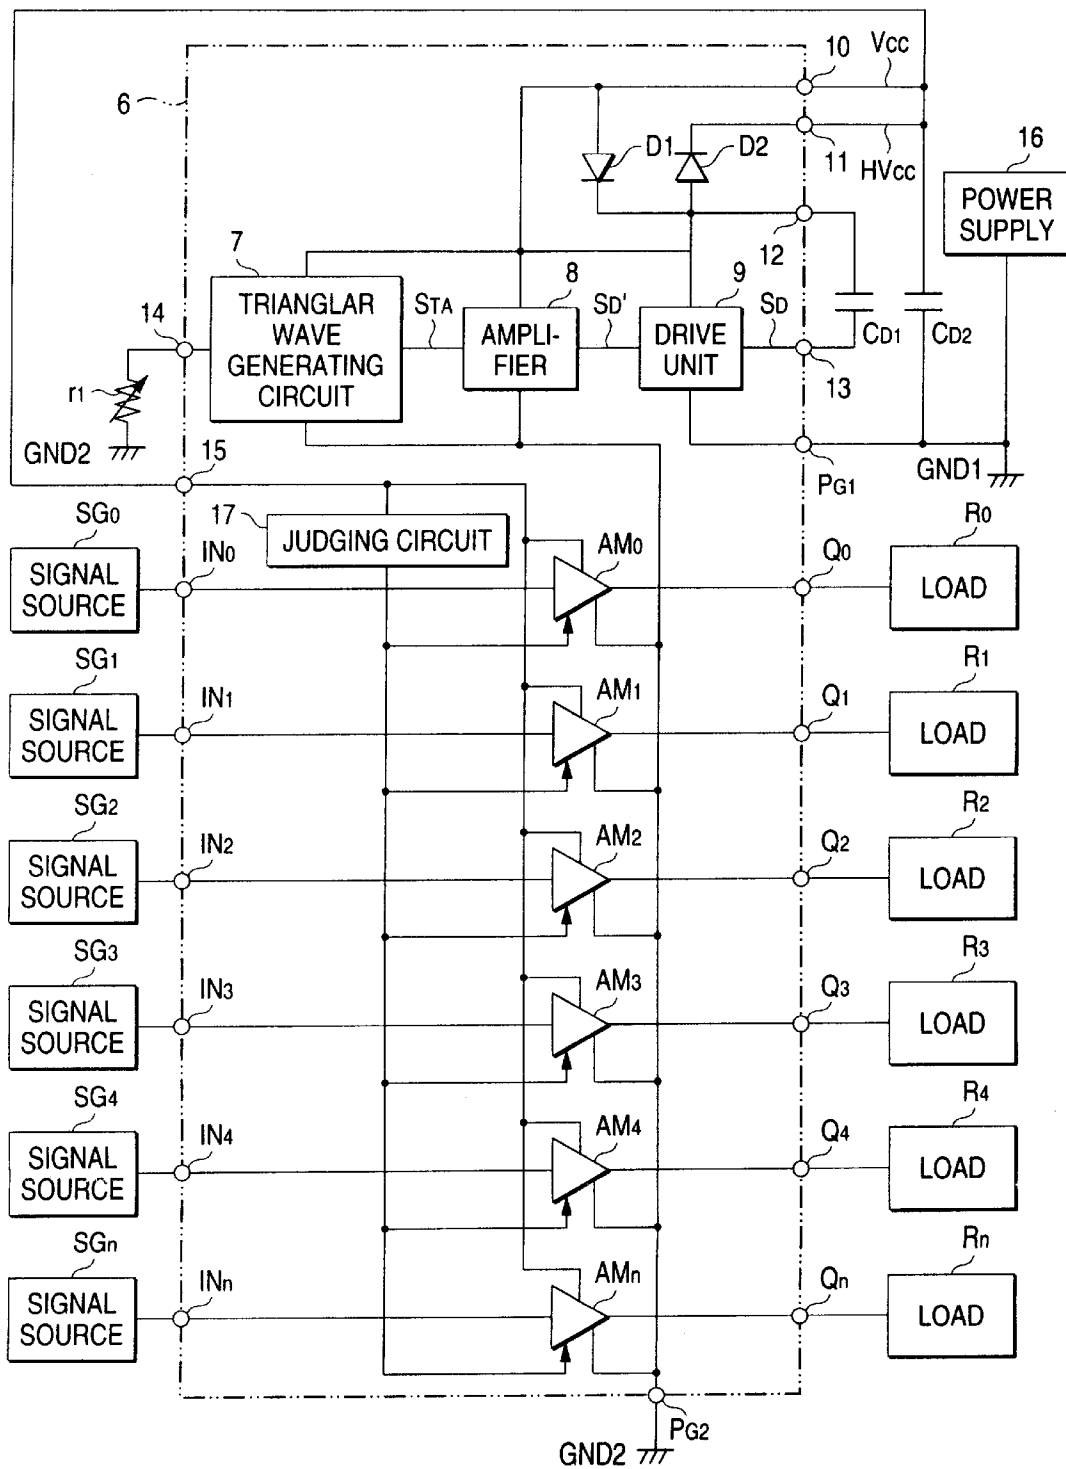 10
Vcc
6
D1
D2
11
HVcc
16
POWER
SUPPLY
12
7
TRIANGLAR
WAVE
GENERATING
CIRCUIT
STA
8
AMPLI-
FIER
SD'
9
DRIVE
UNIT
SD
CD1
CD2
14
r1
GND2
13
15
PG1
GND1
17
JUDGING CIRCUIT
SG0
SIGNAL
SOURCE
IN0
AM0
Q0
R0
LOAD
SG1
SIGNAL
SOURCE
IN1
AM1
Q1
R1
LOAD
SG2
SIGNAL
SOURCE
IN2
AM2
Q2
R2
LOAD
SG3
SIGNAL
SOURCE
IN3
AM3
Q3
R3
LOAD
SG4
SIGNAL
SOURCE
IN4
AM4
Q4
R4
LOAD
SGn
SIGNAL
SOURCE
INn
AMn
Qn
Rn
LOAD
PG2
GND2